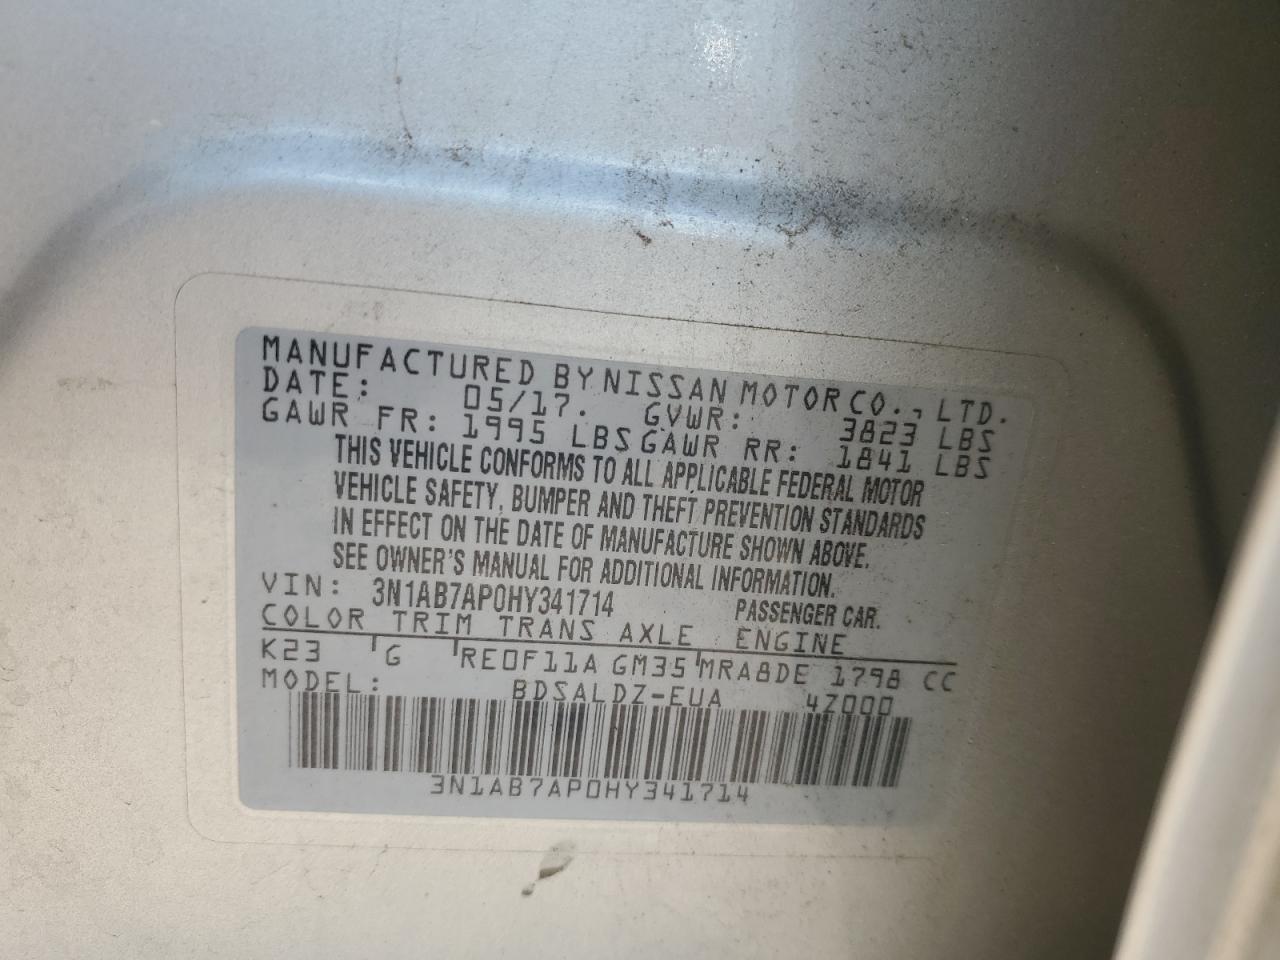 MANUFACTURED BY NISSAN MOTOR CO., LTD.
DATE: 05/17. GVWR: 3823 LBS
GAWR FR: 1995 LBS GAWR RR: 1841 LBS
THIS VEHICLE CONFORMS TO ALL APPLICABLE FEDERAL MOTOR
VEHICLE SAFETY, BUMPER AND THEFT PREVENTION STANDARDS
IN EFFECT ON THE DATE OF MANUFACTURE SHOWN ABOVE.
SEE OWNER'S MANUAL FOR ADDITIONAL INFORMATION.
VIN: 3N1AB7AP0HY341714 PASSENGER CAR.
COLOR TRIM TRANS AXLE ENGINE
K23 G RE0F11A GM35 MRA8DE 1798 CC
MODEL: BDSALDZ-EUA 4Z000
3N1AB7AP0HY341714